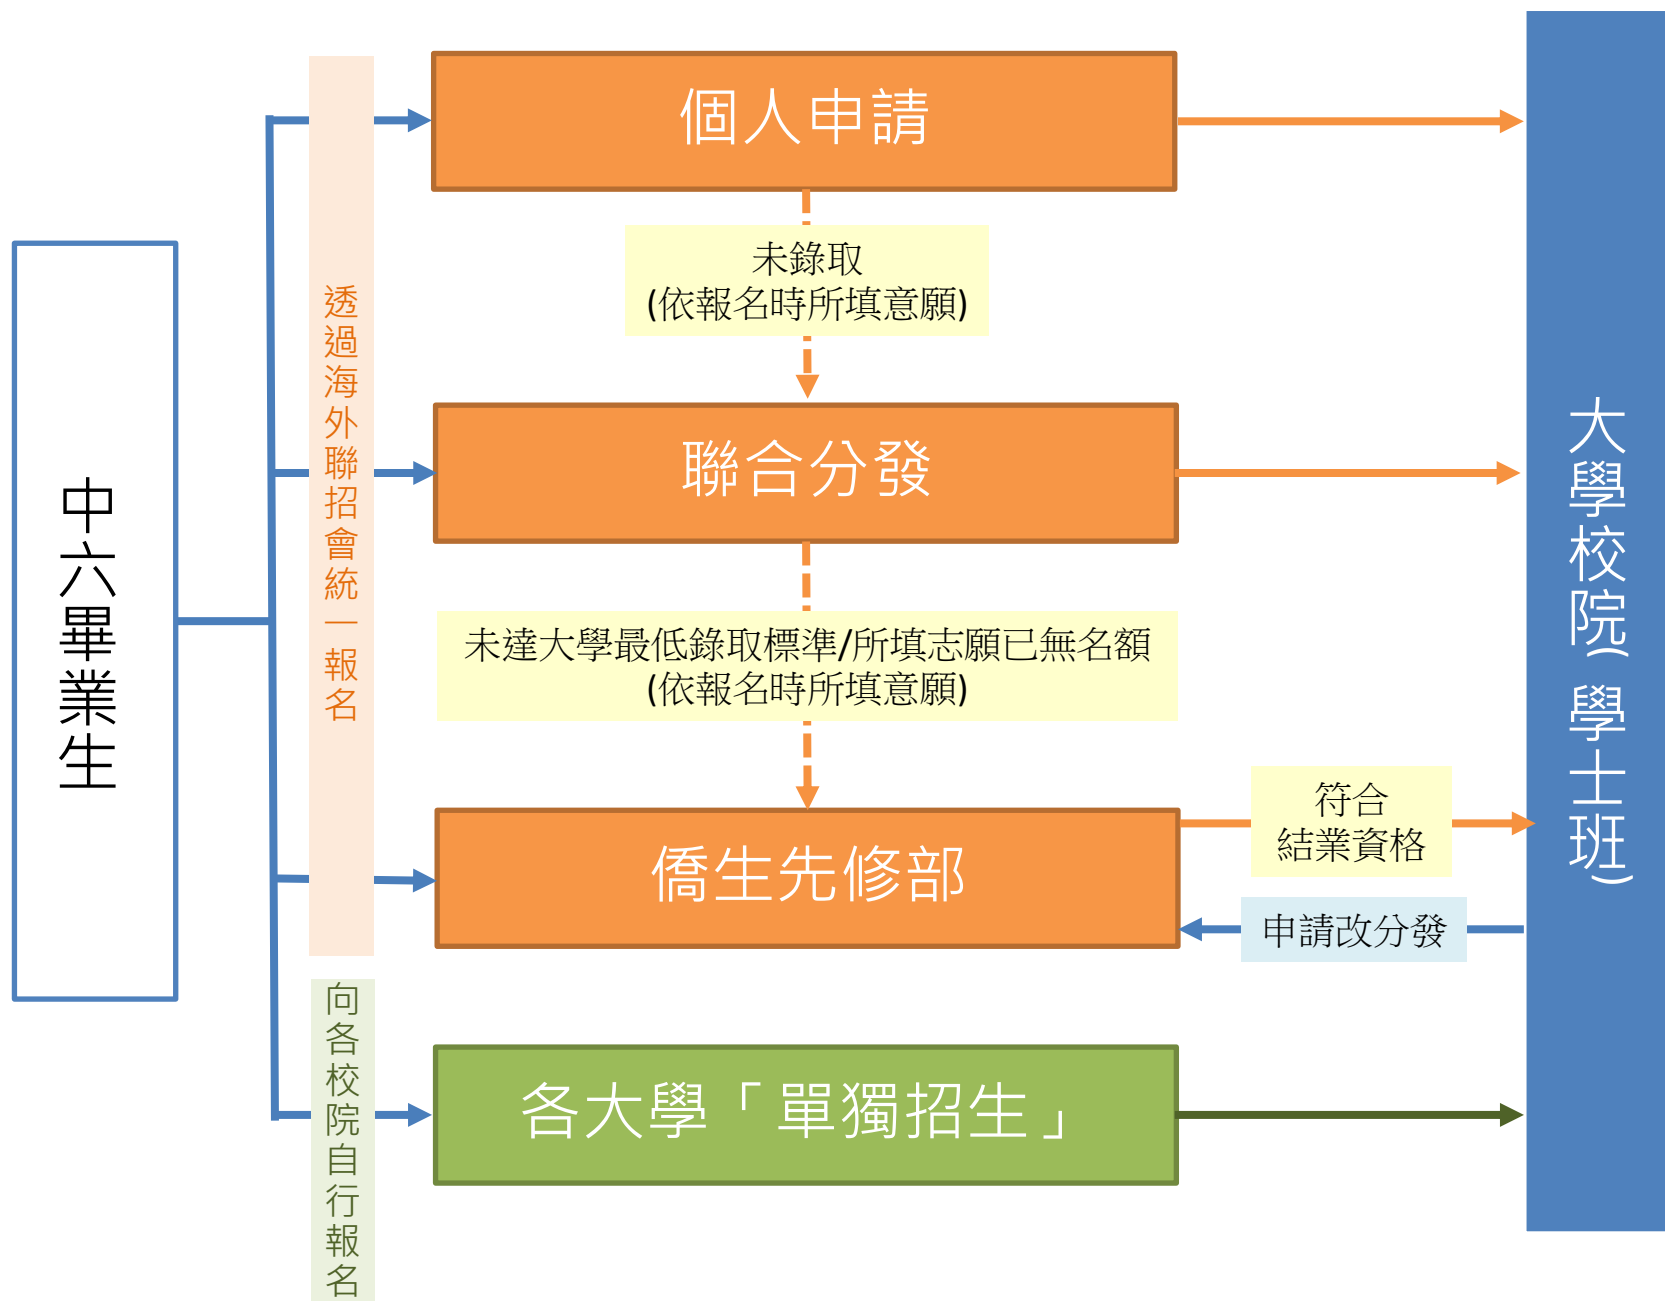 中六畢業生
透過海外聯招會統一報名
向各校院自行報名
個人申請
未錄取
(依報名時所填意願)
聯合分發
未達大學最低錄取標準/所填志願已無名額
(依報名時所填意願)
僑生先修部
符合
結業資格
申請改分發
各大學「單獨招生」
大學校院(學士班)